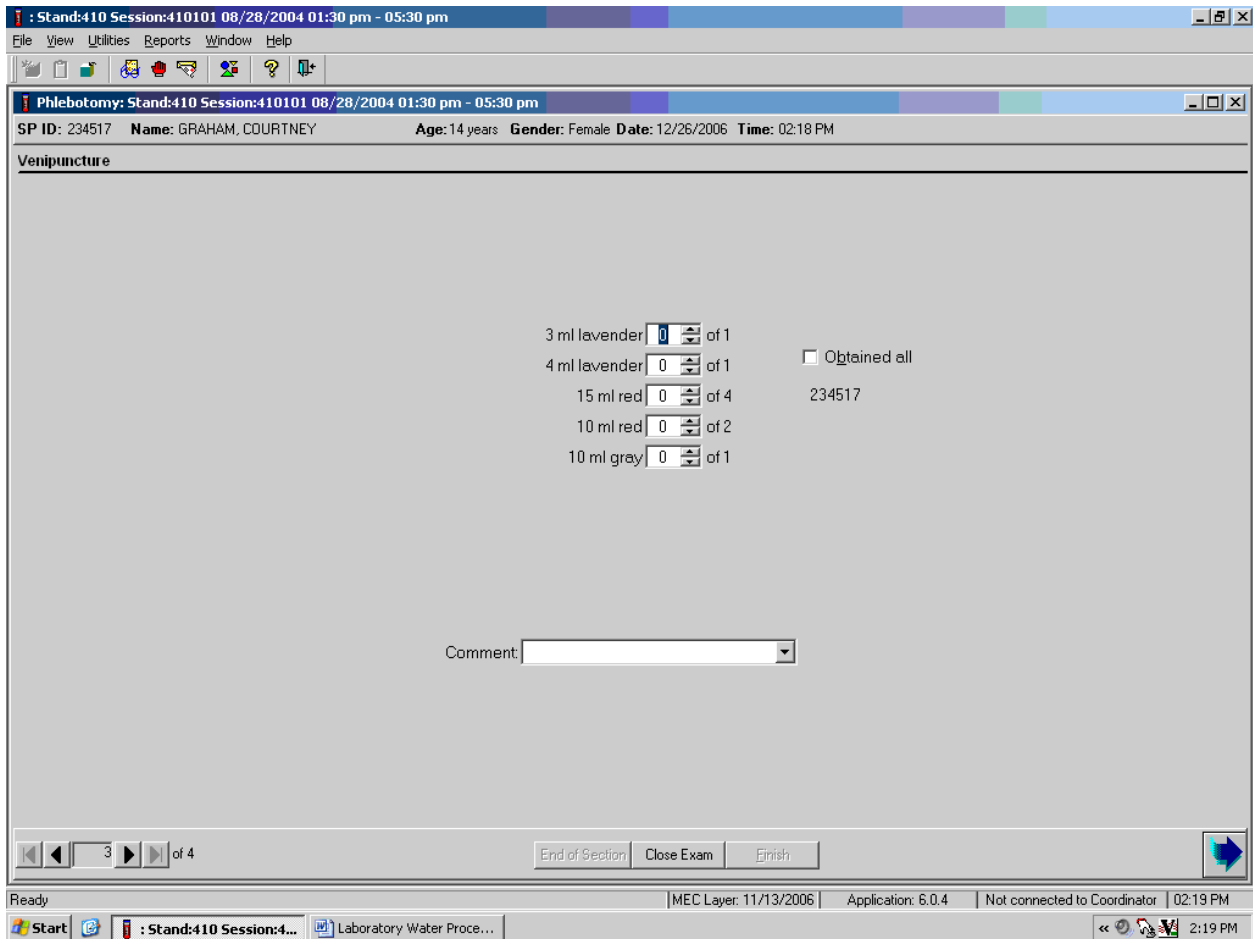 : Stand:410 Session:410101 08/28/2004 01:30 pm - 05:30 pm
File View Utilities Reports Window Help
Phlebotomy: Stand:410 Session:410101 08/28/2004 01:30 pm - 05:30 pm
SP ID: 234517 Name: GRAHAM, COURTNEY Age: 14 years Gender: Female Date: 12/26/2006 Time: 02:18 PM
Venipuncture
3 ml lavender 0 of 1
4 ml lavender 0 of 1
Obtained all
15 ml red 0 of 4
234517
10 ml red 0 of 2
10 ml gray 0 of 1
Comment:
3 of 4
End of Section Close Exam Finish
Ready MEC Layer: 11/13/2006 Application: 6.0.4 Not connected to Coordinator 02:19 PM
Start : Stand:410 Session:4... Laboratory Water Proce... « 2:19 PM